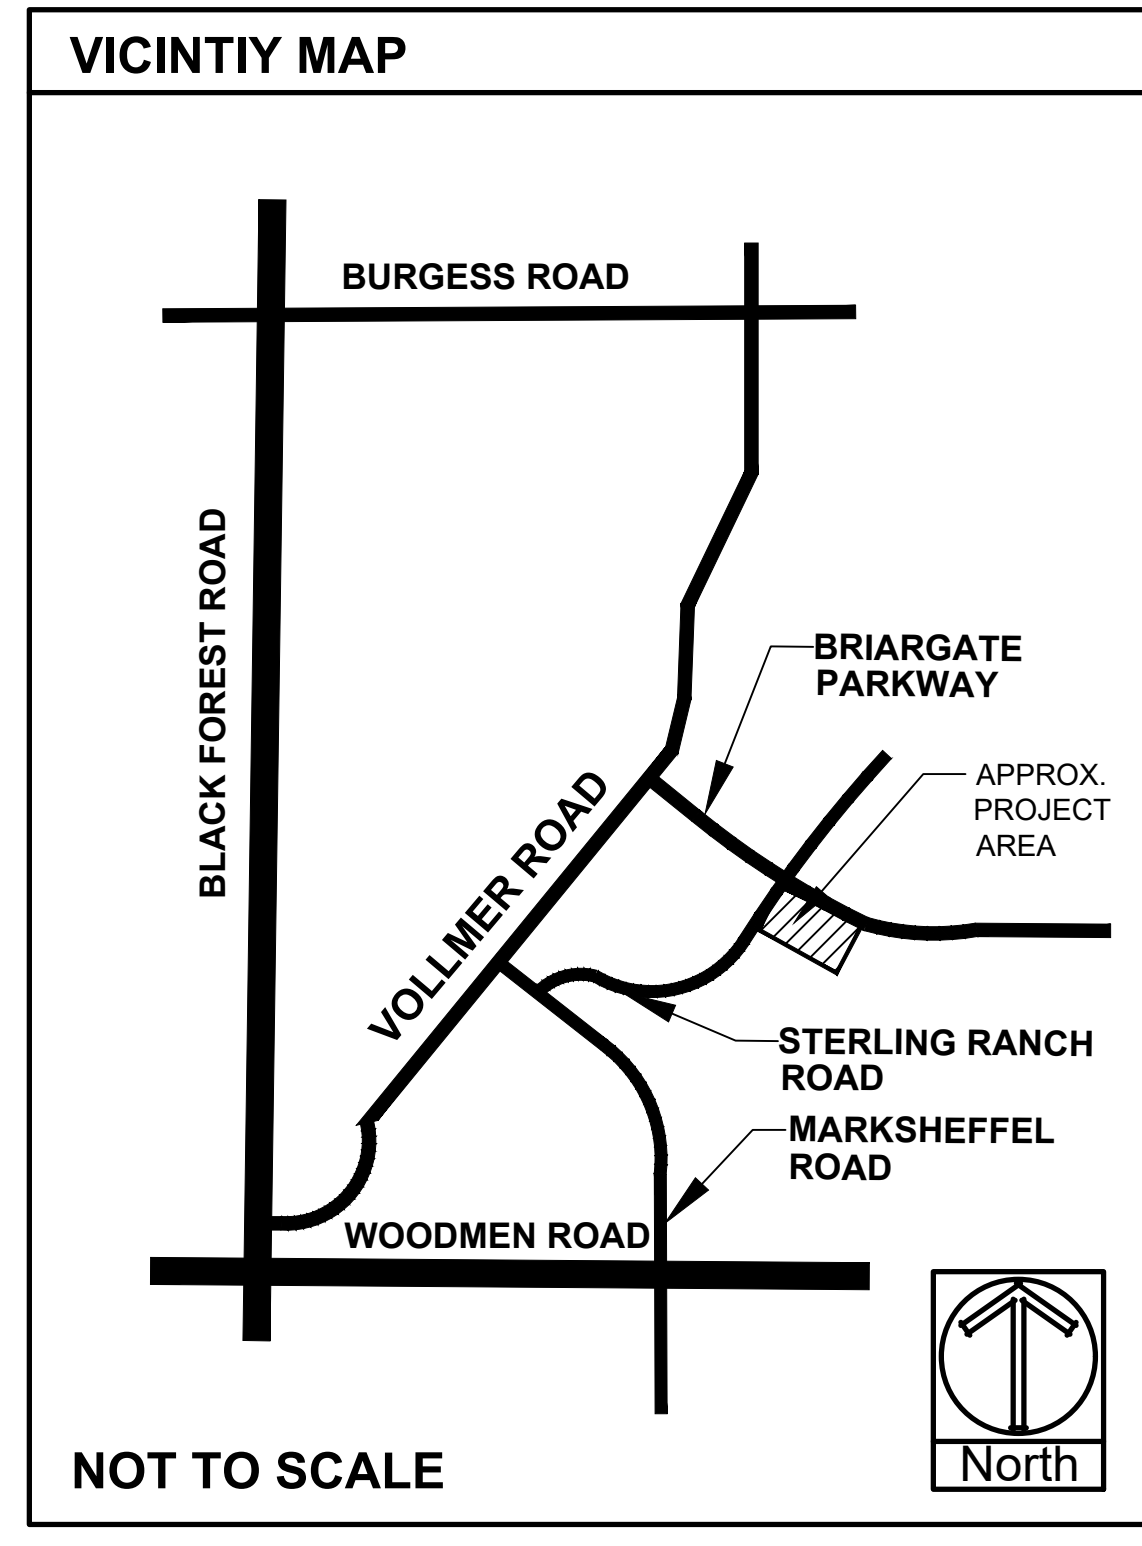 VICINTIY MAP
BURGESS ROAD
BLACK FOREST ROAD
BRIARGATE
PARKWAY
APPROX.
PROJECT
AREA
VOLLMER ROAD
STERLING RANCH
ROAD
MARKSHEFFEL
ROAD
WOODMEN ROAD
NOT TO SCALE
North